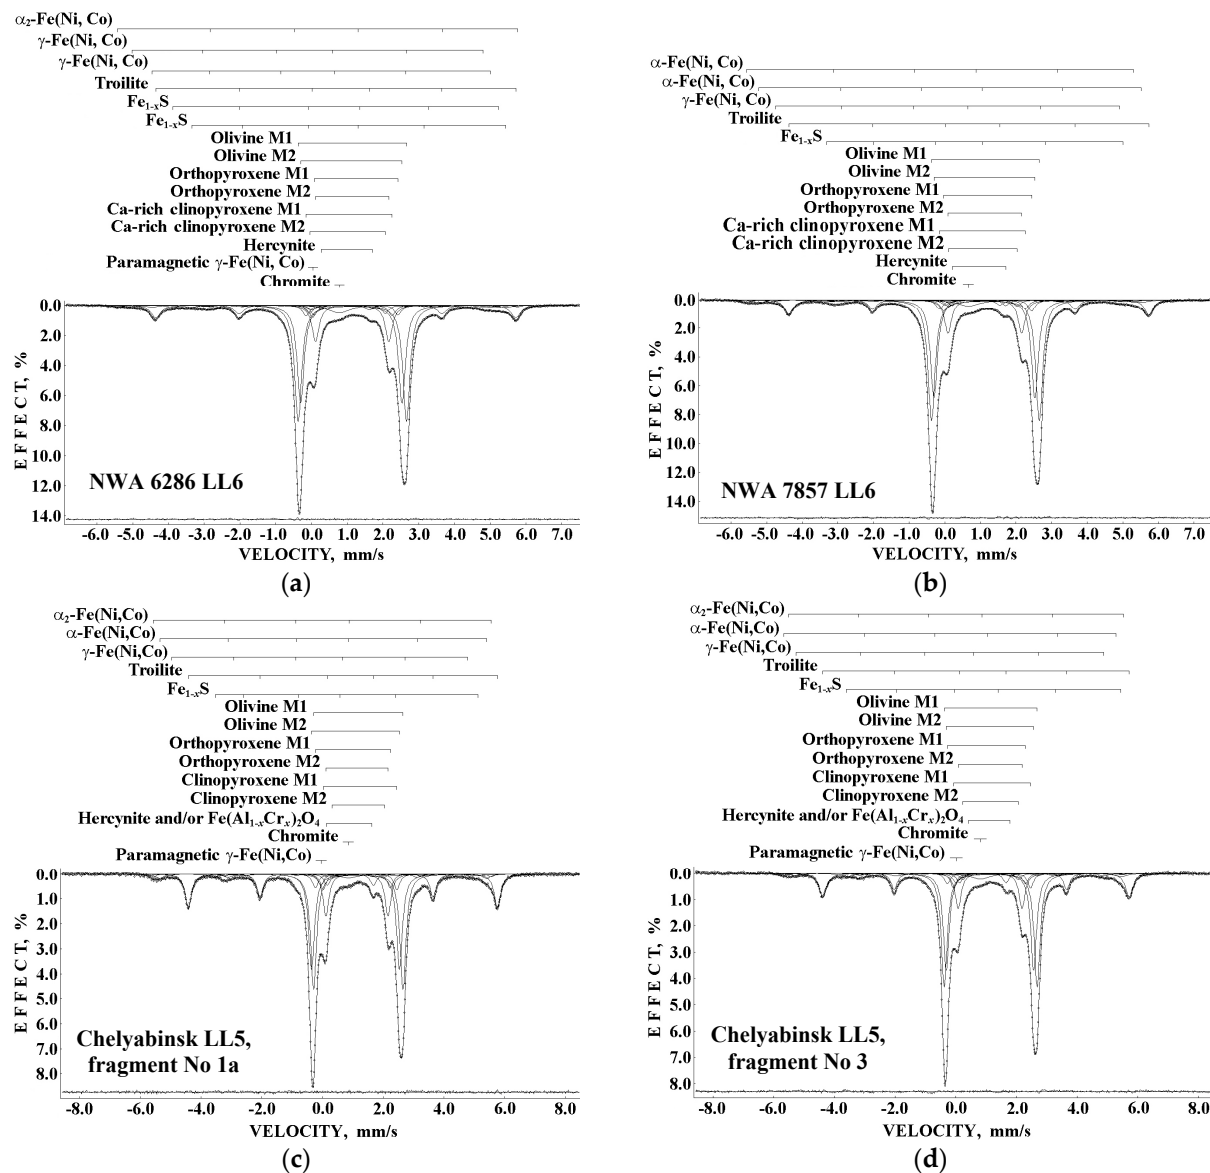 α₂-Fe(Ni, Co)
γ-Fe(Ni, Co)
γ-Fe(Ni, Co)
Troilite
Fe₁₋ₓS
Fe₁₋ₓS
Olivine M1
Olivine M2
Orthopyroxene M1
Orthopyroxene M2
Ca-rich clinopyroxene M1
Ca-rich clinopyroxene M2
Hercynite
Paramagnetic γ-Fe(Ni, Co)
Chromite
0.0
2.0
4.0
6.0
8.0
10.0
12.0
14.0
EFFECT, %
NWA 6286 LL6
-6.0 -5.0 -4.0 -3.0 -2.0 -1.0 0.0 1.0 2.0 3.0 4.0 5.0 6.0 7.0
VELOCITY, mm/s
(a)
α-Fe(Ni, Co)
α-Fe(Ni, Co)
γ-Fe(Ni, Co)
Troilite
Fe₁₋ₓS
Olivine M1
Olivine M2
Orthopyroxene M1
Orthopyroxene M2
Ca-rich clinopyroxene M1
Ca-rich clinopyroxene M2
Hercynite
Chromite
0.0
2.0
4.0
6.0
8.0
10.0
12.0
14.0
EFFECT, %
NWA 7857 LL6
-6.0 -5.0 -4.0 -3.0 -2.0 -1.0 0.0 1.0 2.0 3.0 4.0 5.0 6.0 7.0
VELOCITY, mm/s
(b)
α₂-Fe(Ni,Co)
α-Fe(Ni,Co)
γ-Fe(Ni,Co)
Troilite
Fe₁₋ₓS
Olivine M1
Olivine M2
Orthopyroxene M1
Orthopyroxene M2
Clinopyroxene M1
Clinopyroxene M2
Hercynite and/or Fe(Al₁₋ₓCrₓ)₂O₄
Chromite
Paramagnetic γ-Fe(Ni,Co)
0.0
1.0
2.0
3.0
4.0
5.0
6.0
7.0
8.0
EFFECT, %
Chelyabinsk LL5,
fragment No 1a
-8.0 -6.0 -4.0 -2.0 0.0 2.0 4.0 6.0 8.0
VELOCITY, mm/s
(c)
α₂-Fe(Ni,Co)
α-Fe(Ni,Co)
γ-Fe(Ni,Co)
Troilite
Fe₁₋ₓS
Olivine M1
Olivine M2
Orthopyroxene M1
Orthopyroxene M2
Clinopyroxene M1
Clinopyroxene M2
Hercynite and/or Fe(Al₁₋ₓCrₓ)₂O₄
Chromite
Paramagnetic γ-Fe(Ni,Co)
0.0
1.0
2.0
3.0
4.0
5.0
6.0
7.0
8.0
EFFECT, %
Chelyabinsk LL5,
fragment No 3
-8.0 -6.0 -4.0 -2.0 0.0 2.0 4.0 6.0 8.0
VELOCITY, mm/s
(d)